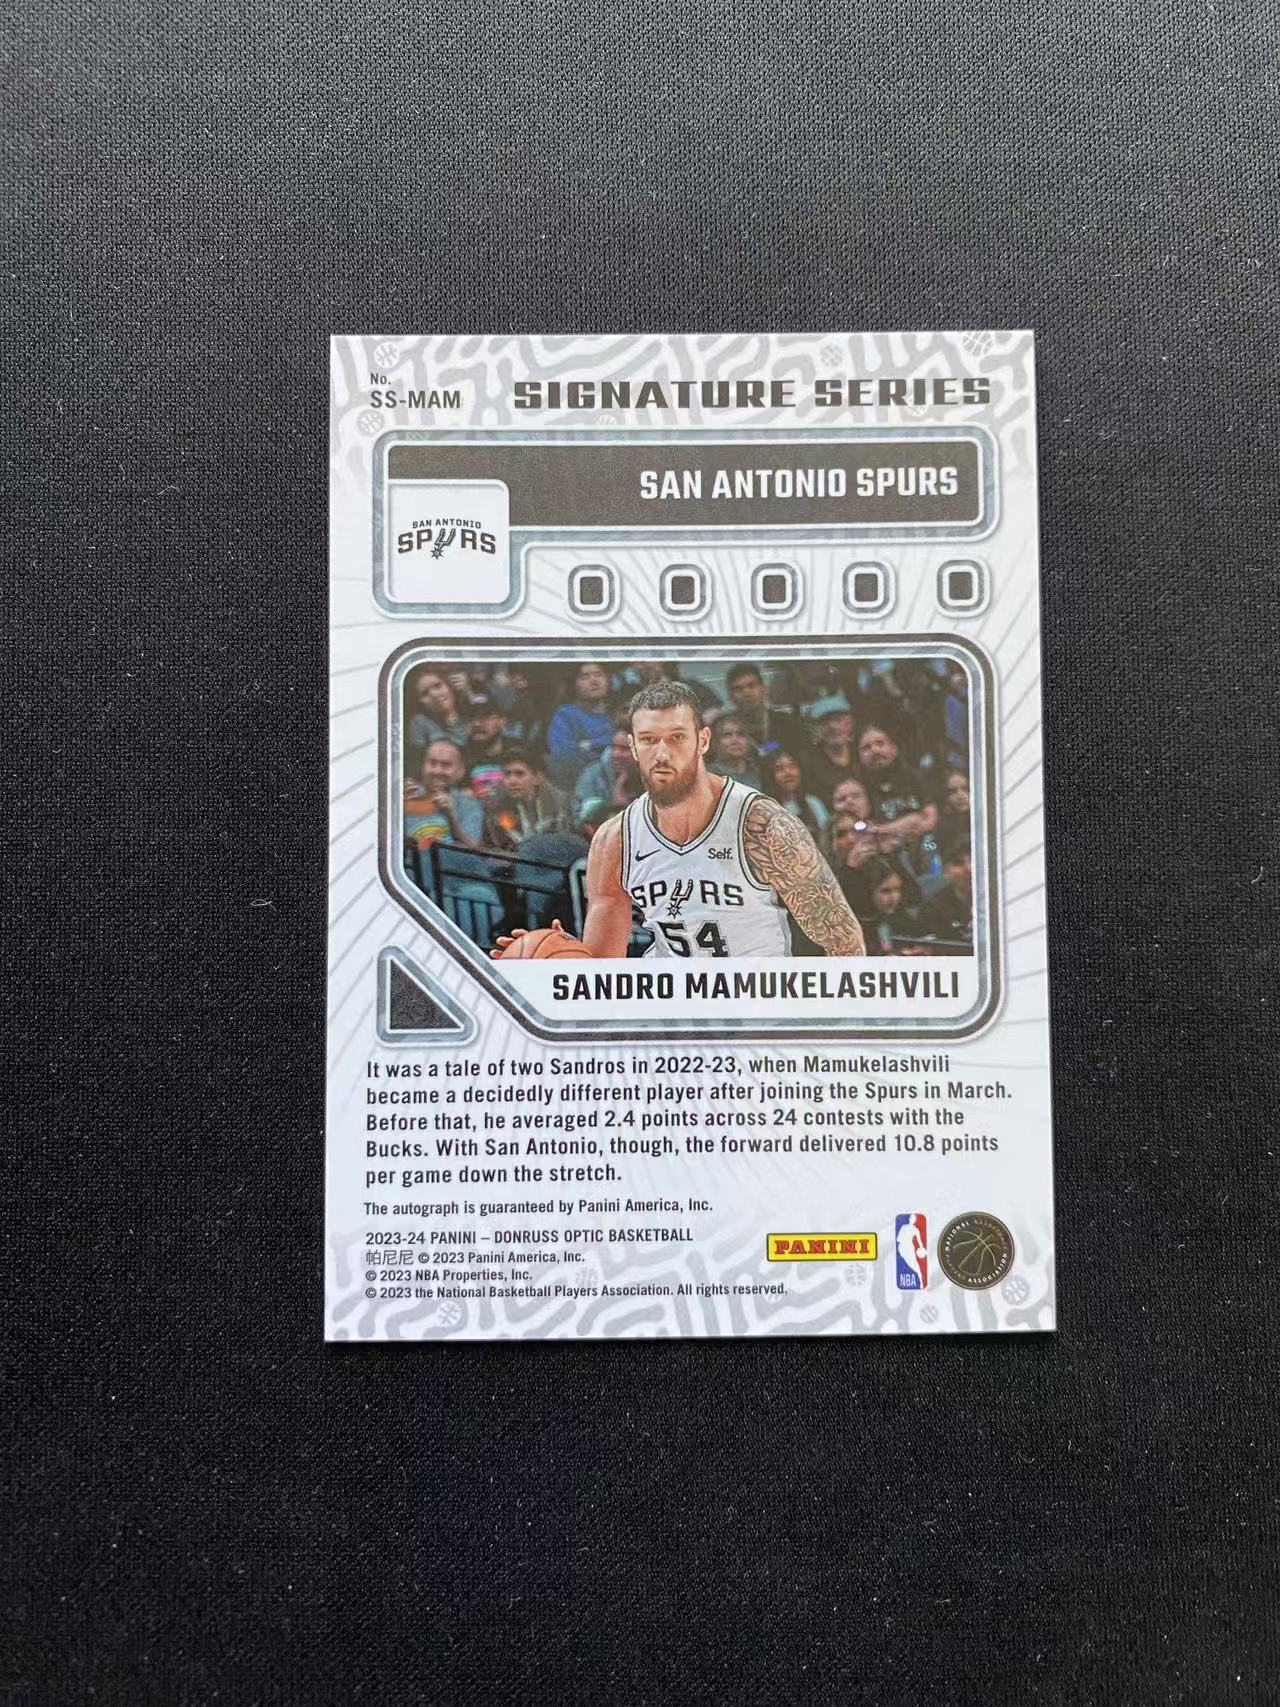 No.
SS-MAM
SIGNATURE SERIES
SAN ANTONIO SPURS
SAN ANTONIO
SPURS
Self.
SPURS
54
SANDRO MAMUKELASHVILI
It was a tale of two Sandros in 2022-23, when Mamukelashvili
became a decidedly different player after joining the Spurs in March.
Before that, he averaged 2.4 points across 24 contests with the
Bucks. With San Antonio, though, the forward delivered 10.8 points
per game down the stretch.
The autograph is guaranteed by Panini America, Inc.
2023-24 PANINI – DONRUSS OPTIC BASKETBALL
帕尼尼 © 2023 Panini America, Inc.
© 2023 NBA Properties, Inc.
© 2023 the National Basketball Players Association. All rights reserved.
PANINI
NBA
NATIONAL BASKETBALL
PLAYERS ASSOCIATION